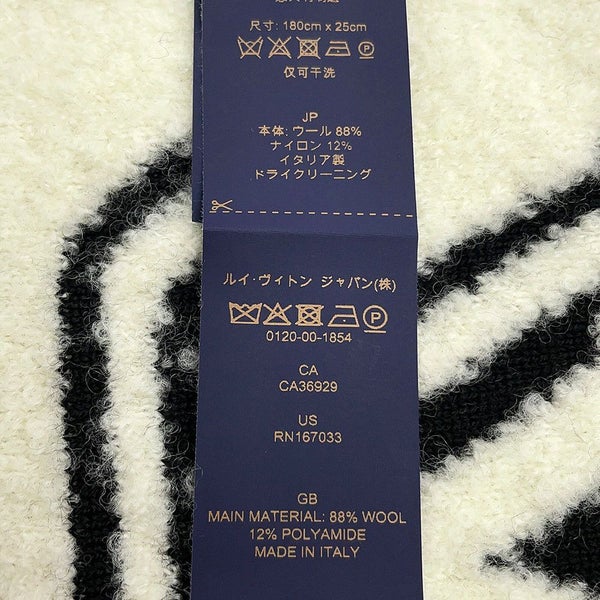 尺寸: 180cm x 25cm
仅可干洗
JP
本体: ウール 88%
ナイロン 12%
イタリア製
ドライクリーニング
ルイ・ヴィトン ジャパン(株)
P
0120-00-1854
CA
CA36929
US
RN167033
GB
MAIN MATERIAL: 88% WOOL
12% POLYAMIDE
MADE IN ITALY